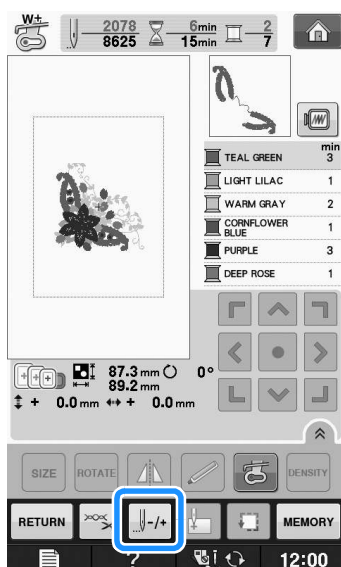 W+
2078 6min 2
8625 15min 7
min
TEAL GREEN 3
LIGHT LILAC 1
WARM GRAY 2
CORNFLOWER
BLUE 1
PURPLE 3
DEEP ROSE 1
87.3 mm 0°
89.2 mm
+ 0.0 mm + 0.0 mm
SIZE ROTATE DENSITY
RETURN -/+ MEMORY
? 12:00